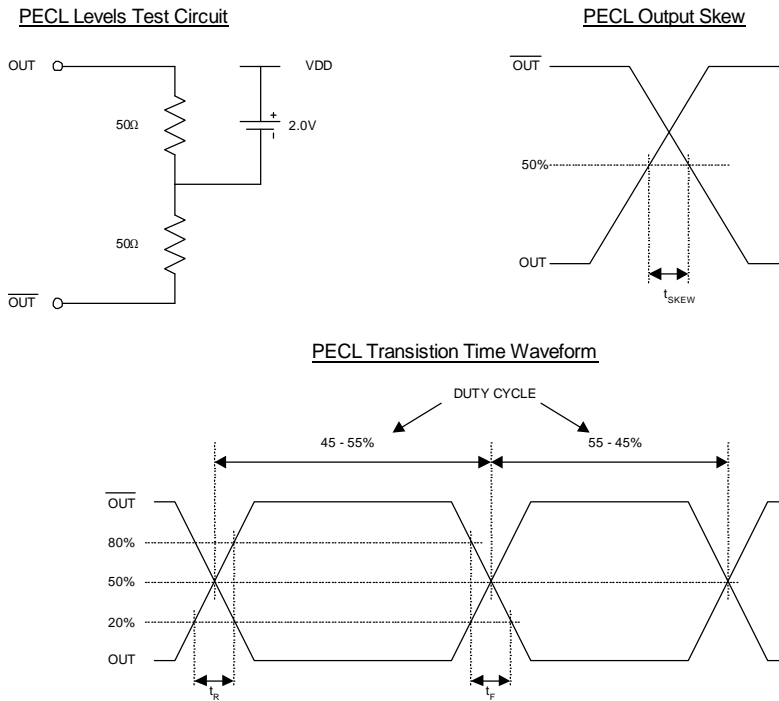 PECL Levels Test Circuit
OUT
VDD
50Ω
+
2.0V
-
50Ω
OUT
PECL Output Skew
OUT
50%
OUT
tSKEW
PECL Transistion Time Waveform
DUTY CYCLE
45 - 55%
55 - 45%
OUT
80%
50%
20%
OUT
tR
tF